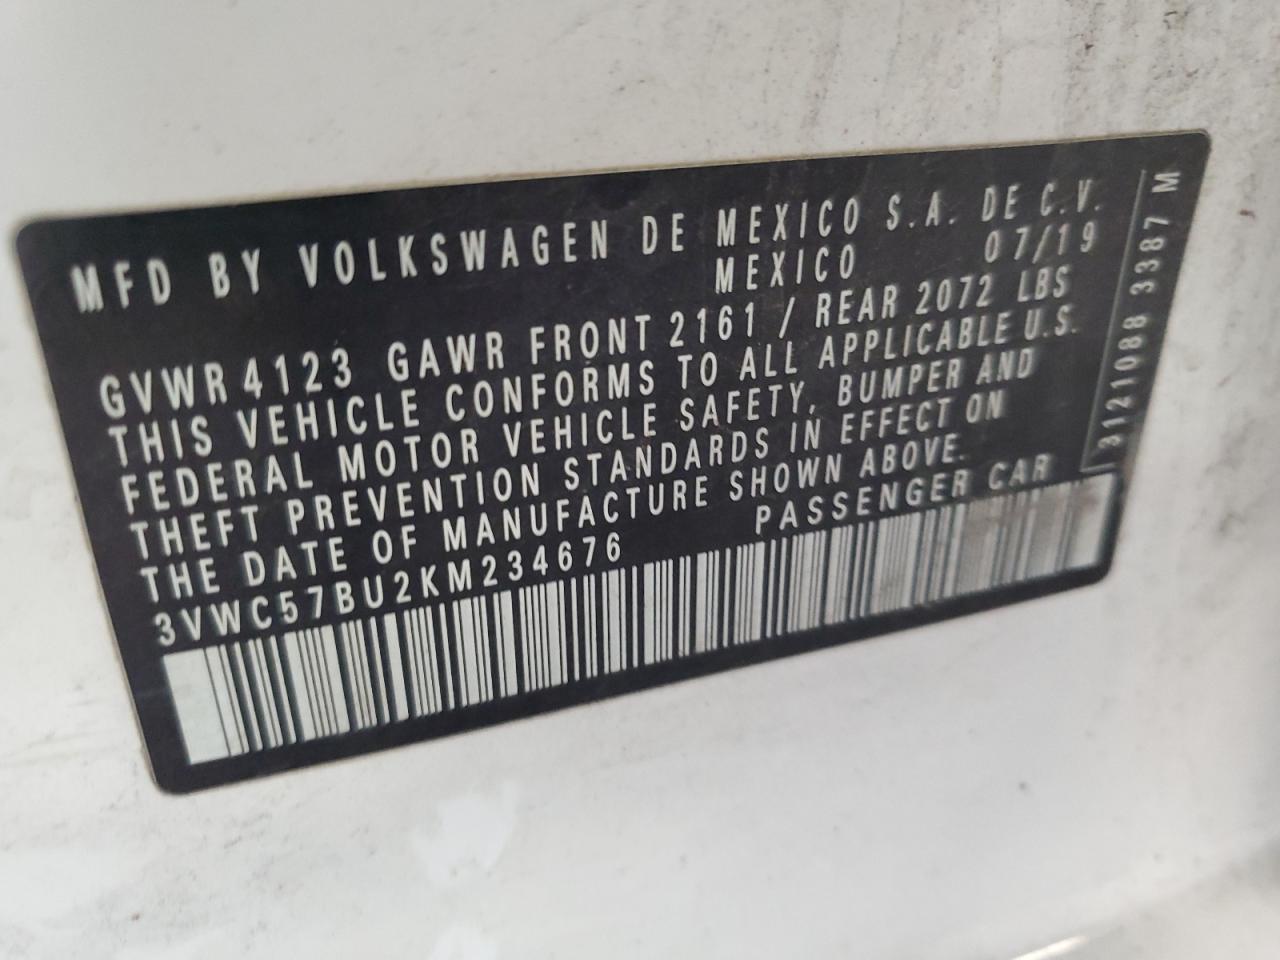 MFD BY VOLKSWAGEN DE MEXICO S.A. DE C.V.
MEXICO 07/19
GVWR 4123 GAWR FRONT 2161 / REAR 2072 LBS
THIS VEHICLE CONFORMS TO ALL APPLICABLE U.S.
FEDERAL MOTOR VEHICLE SAFETY, BUMPER AND
THEFT PREVENTION STANDARDS IN EFFECT ON
THE DATE OF MANUFACTURE SHOWN ABOVE.
3VWC57BU2KM234676 PASSENGER CAR
3121088 3387 M